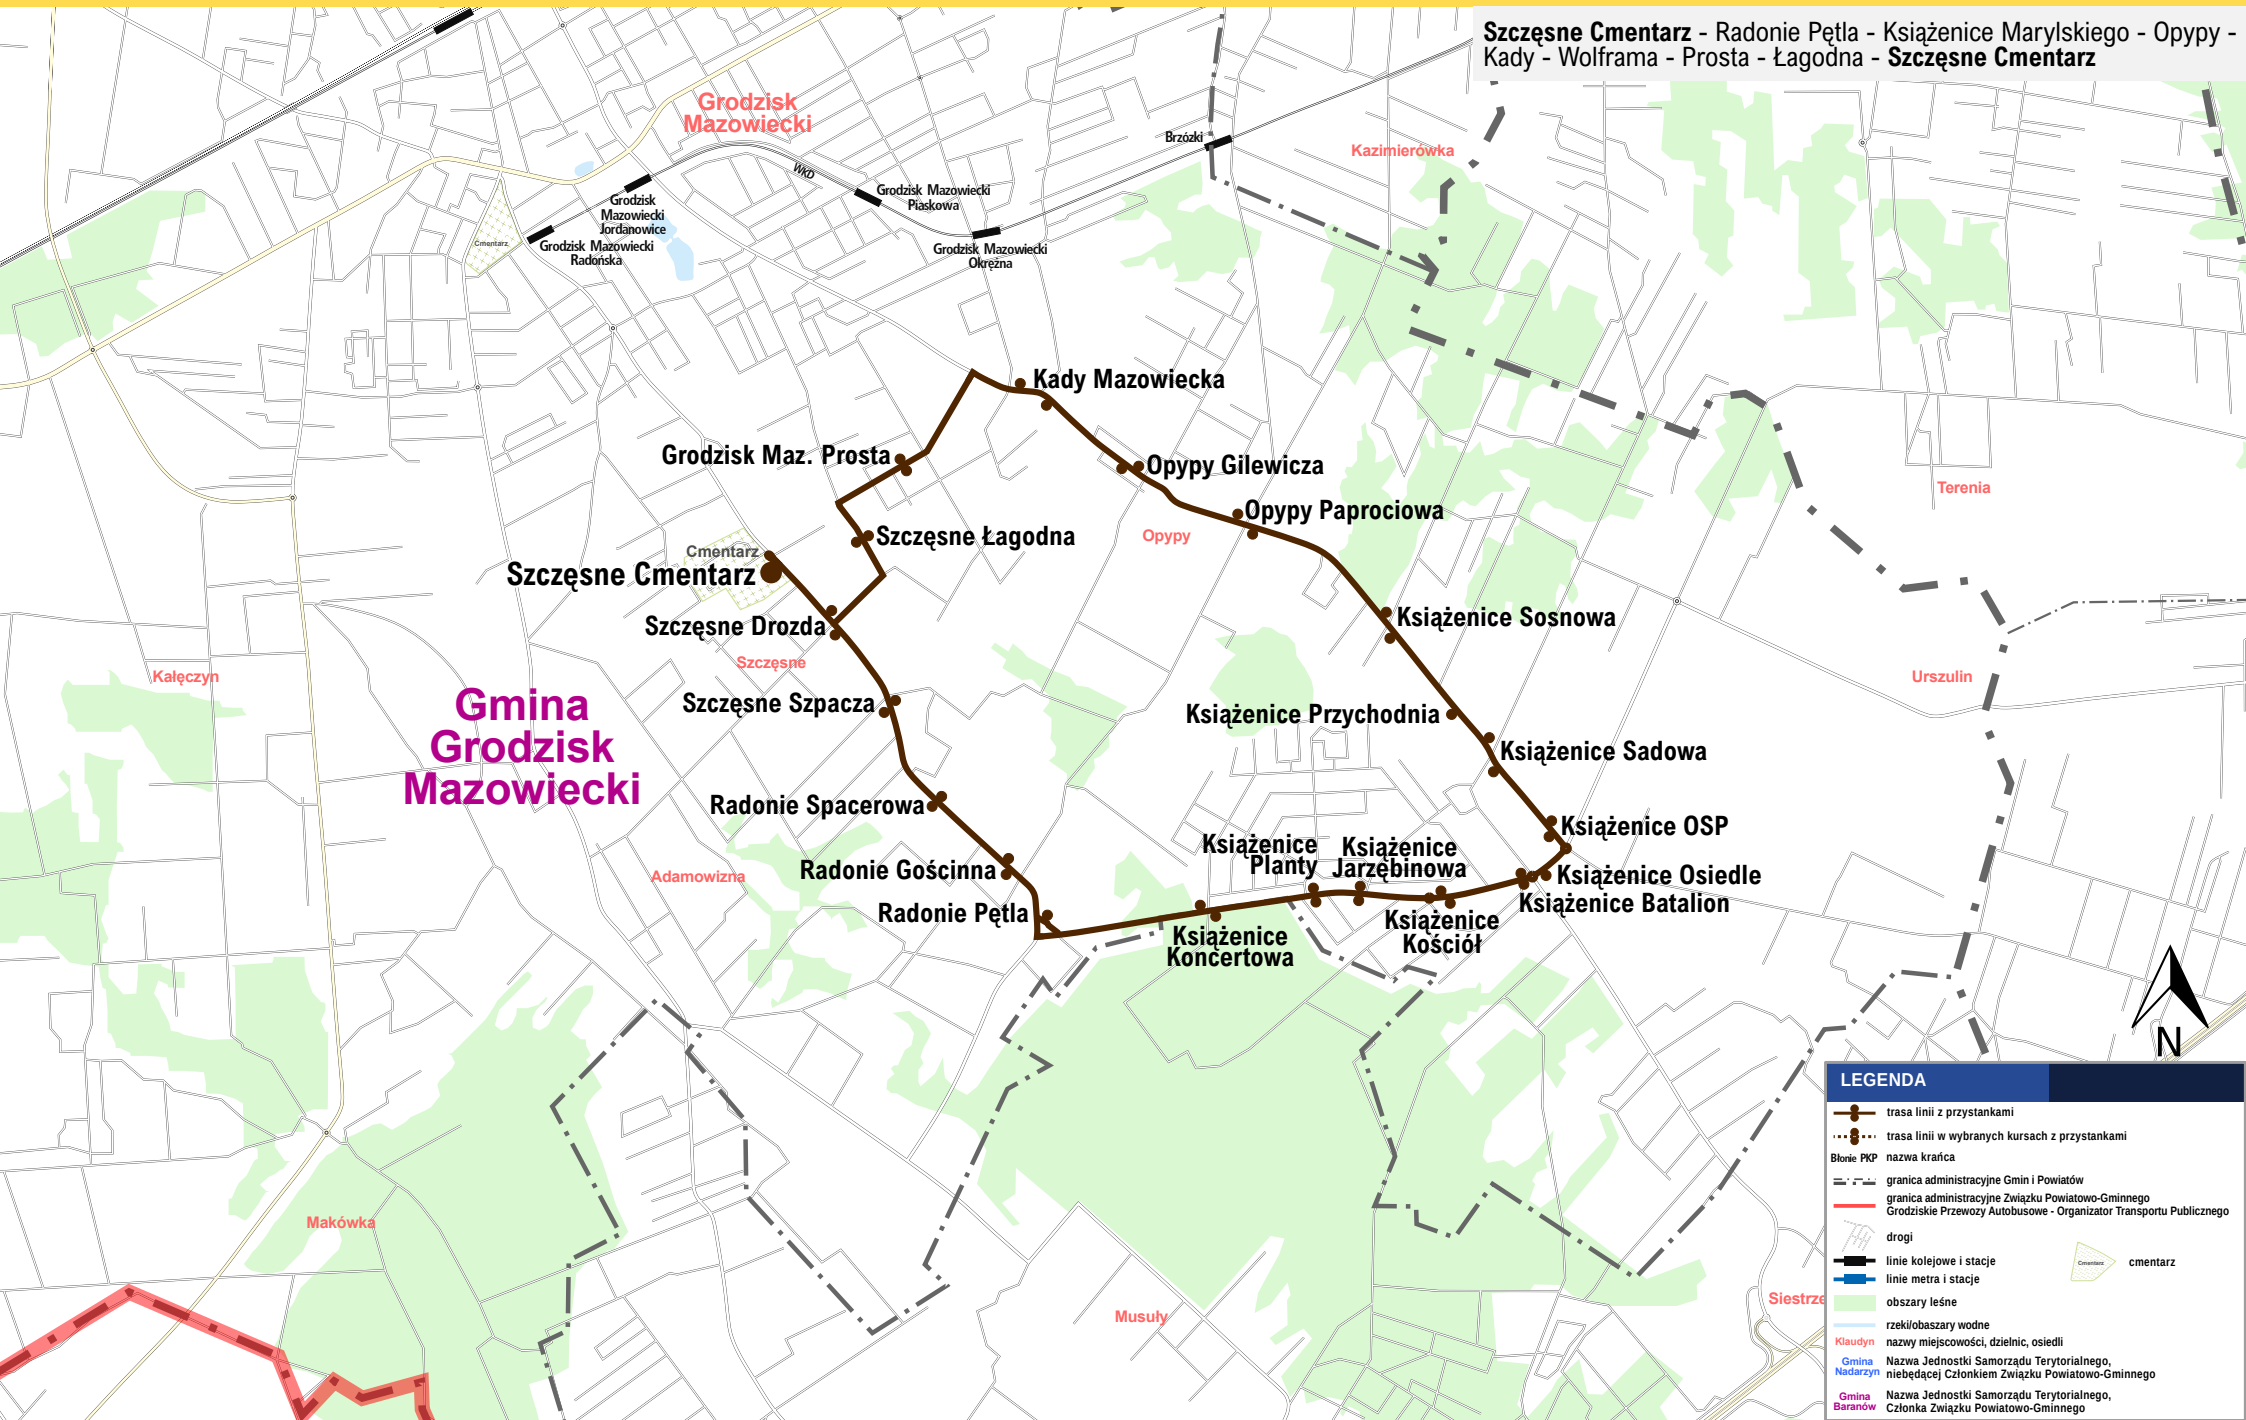 Szczęsne Cmentarz - Radonie Pętla - Książenice Marylskiego - Opypy -
Kady - Wolframa - Prosta - Łagodna - Szczęsne Cmentarz
Grodzisk
Mazowiecki
Brzózki
Kazimierówka
WKD
Grodzisk Mazowiecki
Piaskowa
Grodzisk
Mazowiecki
Jordanowice
Cmentarz
Grodzisk Mazowiecki
Radońska
Grodzisk Mazowiecki
Okrężna
Kady Mazowiecka
Grodzisk Maz. Prosta
Opypy Gilewicza
Terenia
Opypy Paprociowa
Opypy
Szczęsne Łagodna
Cmentarz
Szczęsne Cmentarz
Szczęsne Drozda
Książenice Sosnowa
Szczęsne
Kałęczyn
Urszulin
Szczęsne Szpacza
Gmina
Grodzisk
Mazowiecki
Książenice Przychodnia
Książenice Sadowa
Radonie Spacerowa
Książenice OSP
Książenice
Planty
Książenice
Jarzębinowa
Radonie Gościnna
Adamowizna
Książenice Osiedle
Książenice Batalion
Radonie Pętla
Książenice
Kościół
Książenice
Koncertowa
N
Makówka
Musuły
Siestrze
LEGENDA
trasa linii z przystankami
trasa linii w wybranych kursach z przystankami
Błonie PKP nazwa krańca
granica administracyjne Gmin i Powiatów
granica administracyjne Związku Powiatowo-Gminnego
Grodziskie Przewozy Autobusowe - Organizator Transportu Publicznego
drogi
linie kolejowe i stacje
Cmentarz cmentarz
linie metra i stacje
obszary leśne
rzeki/obaszary wodne
Klaudyn nazwy miejscowości, dzielnic, osiedli
Gmina Nazwa Jednostki Samorządu Terytorialnego,
Nadarzyn niebędącej Członkiem Związku Powiatowo-Gminnego
Gmina Nazwa Jednostki Samorządu Terytorialnego,
Baranów Członka Związku Powiatowo-Gminnego